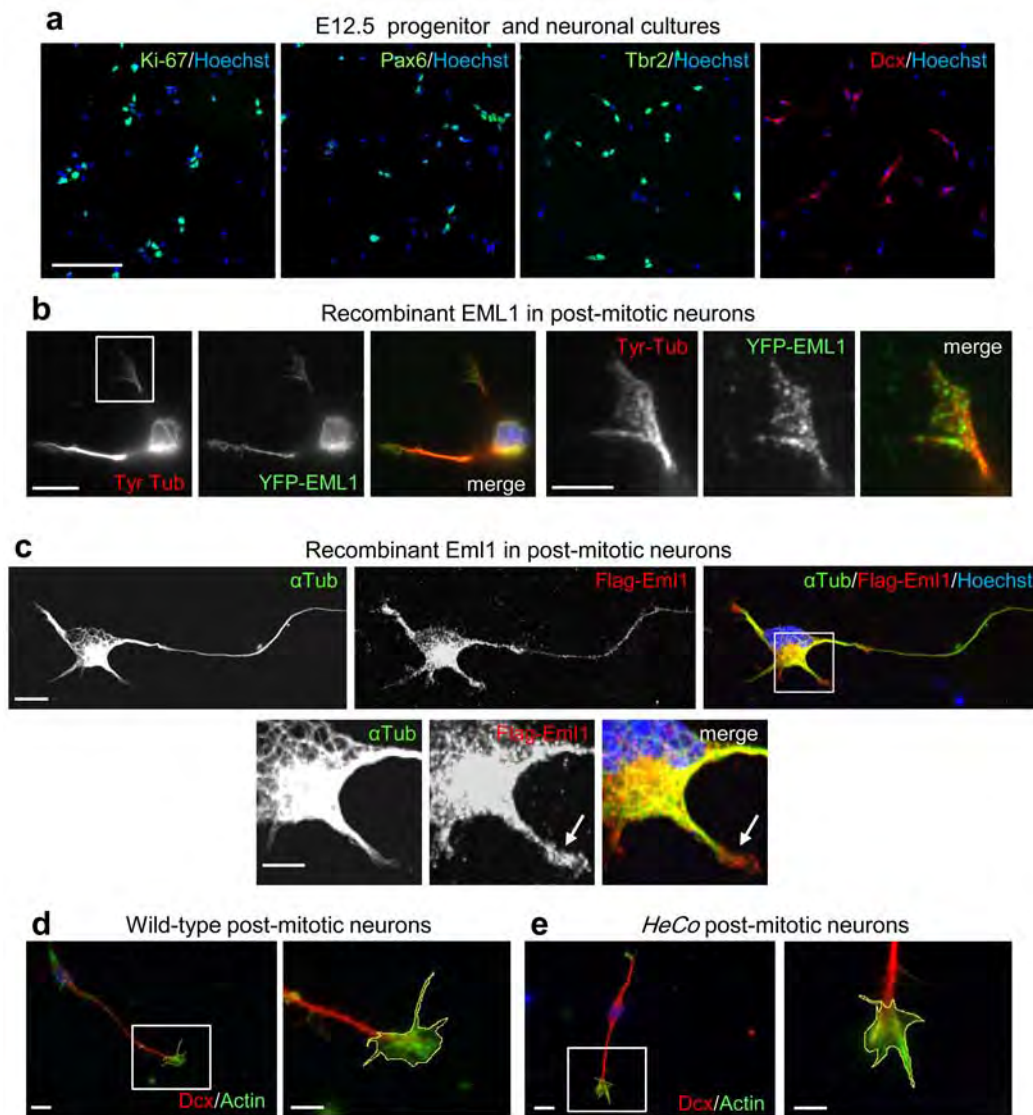 a
E12.5 progenitor and neuronal cultures
Ki-67/Hoechst
Pax6/Hoechst
Tbr2/Hoechst
Dcx/Hoechst
b
Recombinant EML1 in post-mitotic neurons
Tyr Tub
YFP-EML1
merge
Tyr-Tub
YFP-EML1
merge
c
Recombinant Eml1 in post-mitotic neurons
αTub
Flag-Eml1
αTub/Flag-Eml1/Hoechst
αTub
Flag-Eml1
merge
d
Wild-type post-mitotic neurons
Dcx/Actin
e
HeCo post-mitotic neurons
Dcx/Actin